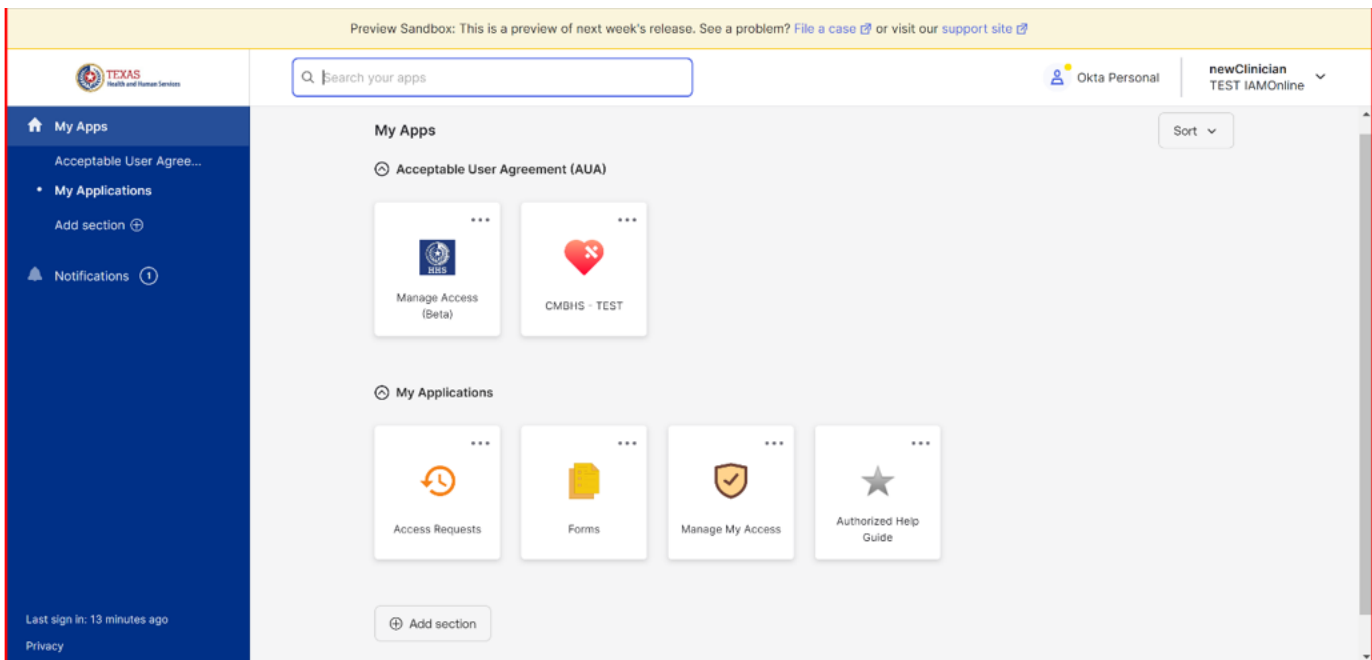 Preview Sandbox: This is a preview of next week's release. See a problem? File a case or visit our support site
TEXAS
Health and Human Services
Search your apps
Okta Personal
newClinician
TEST IAMOnline
My Apps
Acceptable User Agree...
My Applications
Add section
Notifications 1
Last sign in: 13 minutes ago
Privacy
My Apps
Sort
Acceptable User Agreement (AUA)
HHS
Manage Access
(Beta)
CMBHS - TEST
My Applications
Access Requests
Forms
Manage My Access
Authorized Help
Guide
Add section